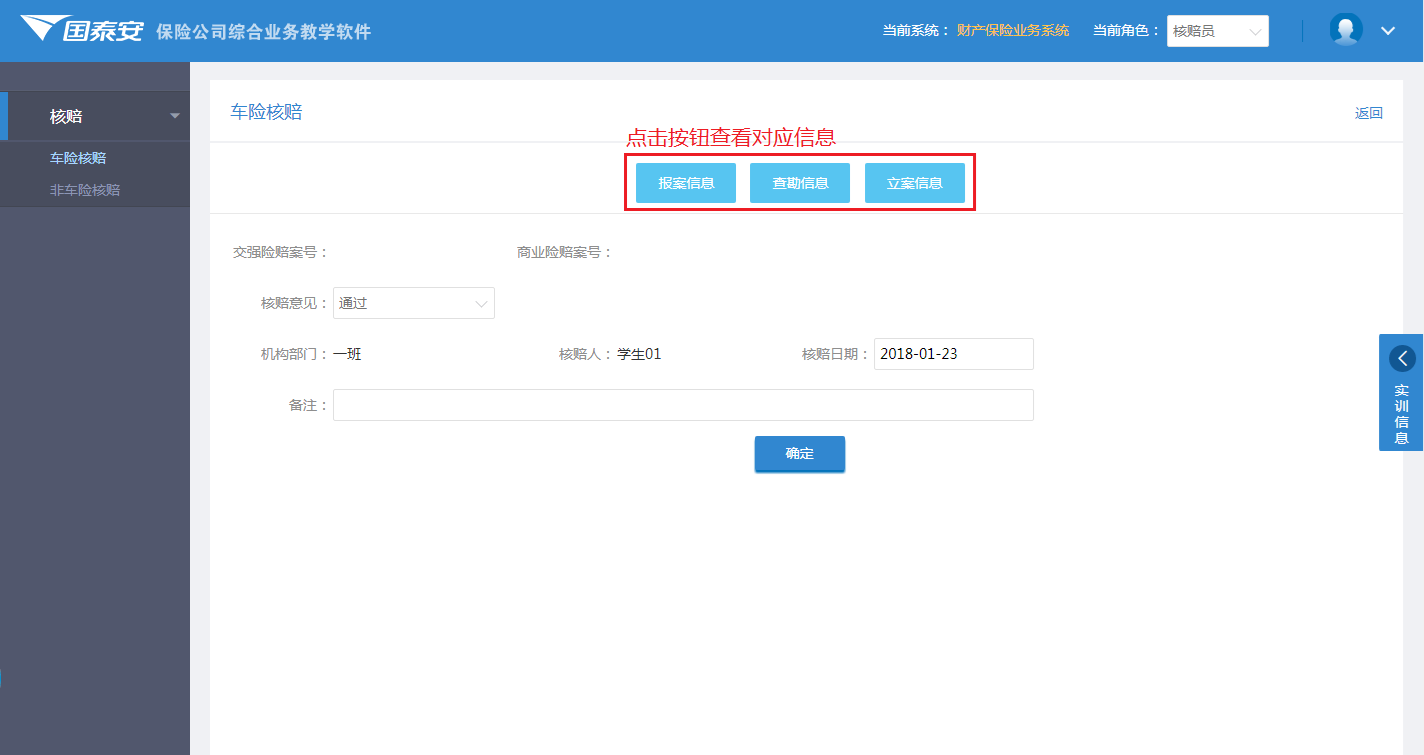 国泰安 保险公司综合业务教学软件 当前系统： 财产保险业务系统 当前角色： 核赔员
核赔
车险核赔
非车险核赔
车险核赔 返回
点击按钮查看对应信息
报案信息 查勘信息 立案信息
交强险赔案号： 商业险赔案号：
核赔意见： 通过
机构部门： 一班 核赔人： 学生01 核赔日期： 2018-01-23
备注：
确定
实训信息